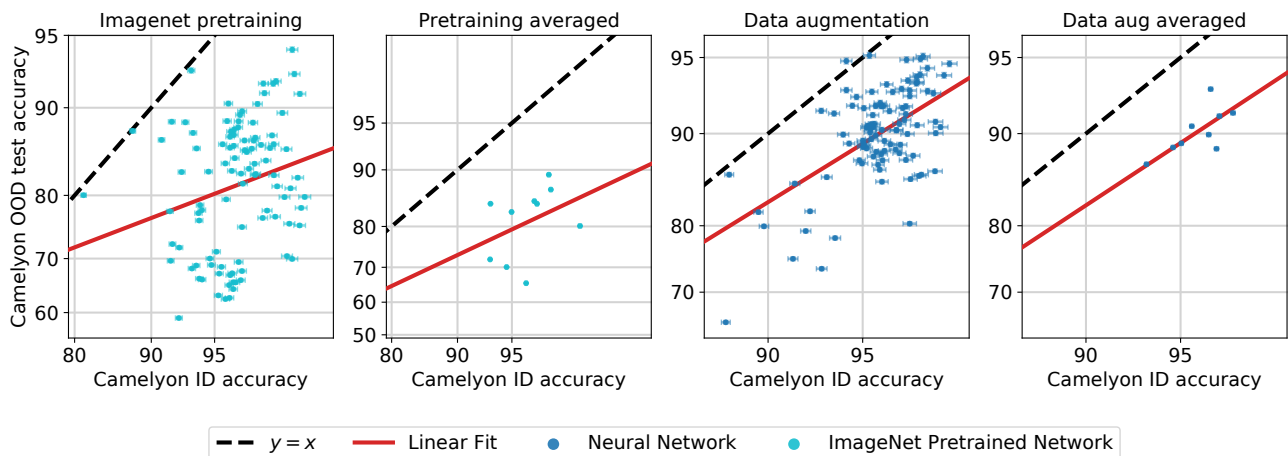 Imagenet pretraining
Pretraining averaged
Data augmentation
Data aug averaged
Camelyon OOD test accuracy
95
90
80
70
60
80
90
95
Camelyon ID accuracy
95
90
80
70
60
50
80
90
95
Camelyon ID accuracy
95
90
80
70
90
95
Camelyon ID accuracy
95
90
80
70
90
95
Camelyon ID accuracy
y = x
Linear Fit
Neural Network
ImageNet Pretrained Network